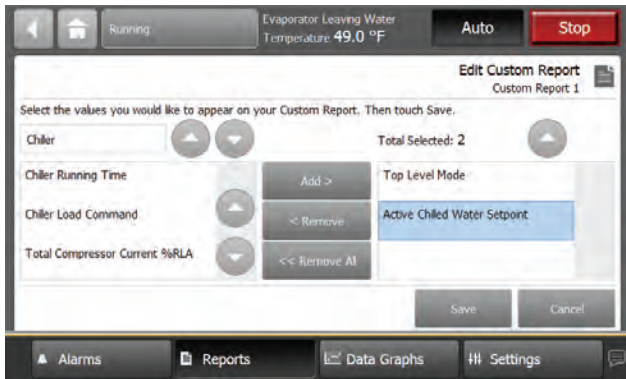 Running:
Evaporator Leaving Water
Temperature 49.0 °F
Auto
Stop
Edit Custom Report
Custom Report 1
Select the values you would like to appear on your Custom Report. Then touch Save.
Chiller
Total Selected: 2
Chiller Running Time
Add >
Top Level Mode
Chiller Load Command
< Remove
Active Chilled Water Setpoint
Total Compressor Current %RLA
<< Remove All
Save
Cancel
Alarms
Reports
Data Graphs
Settings